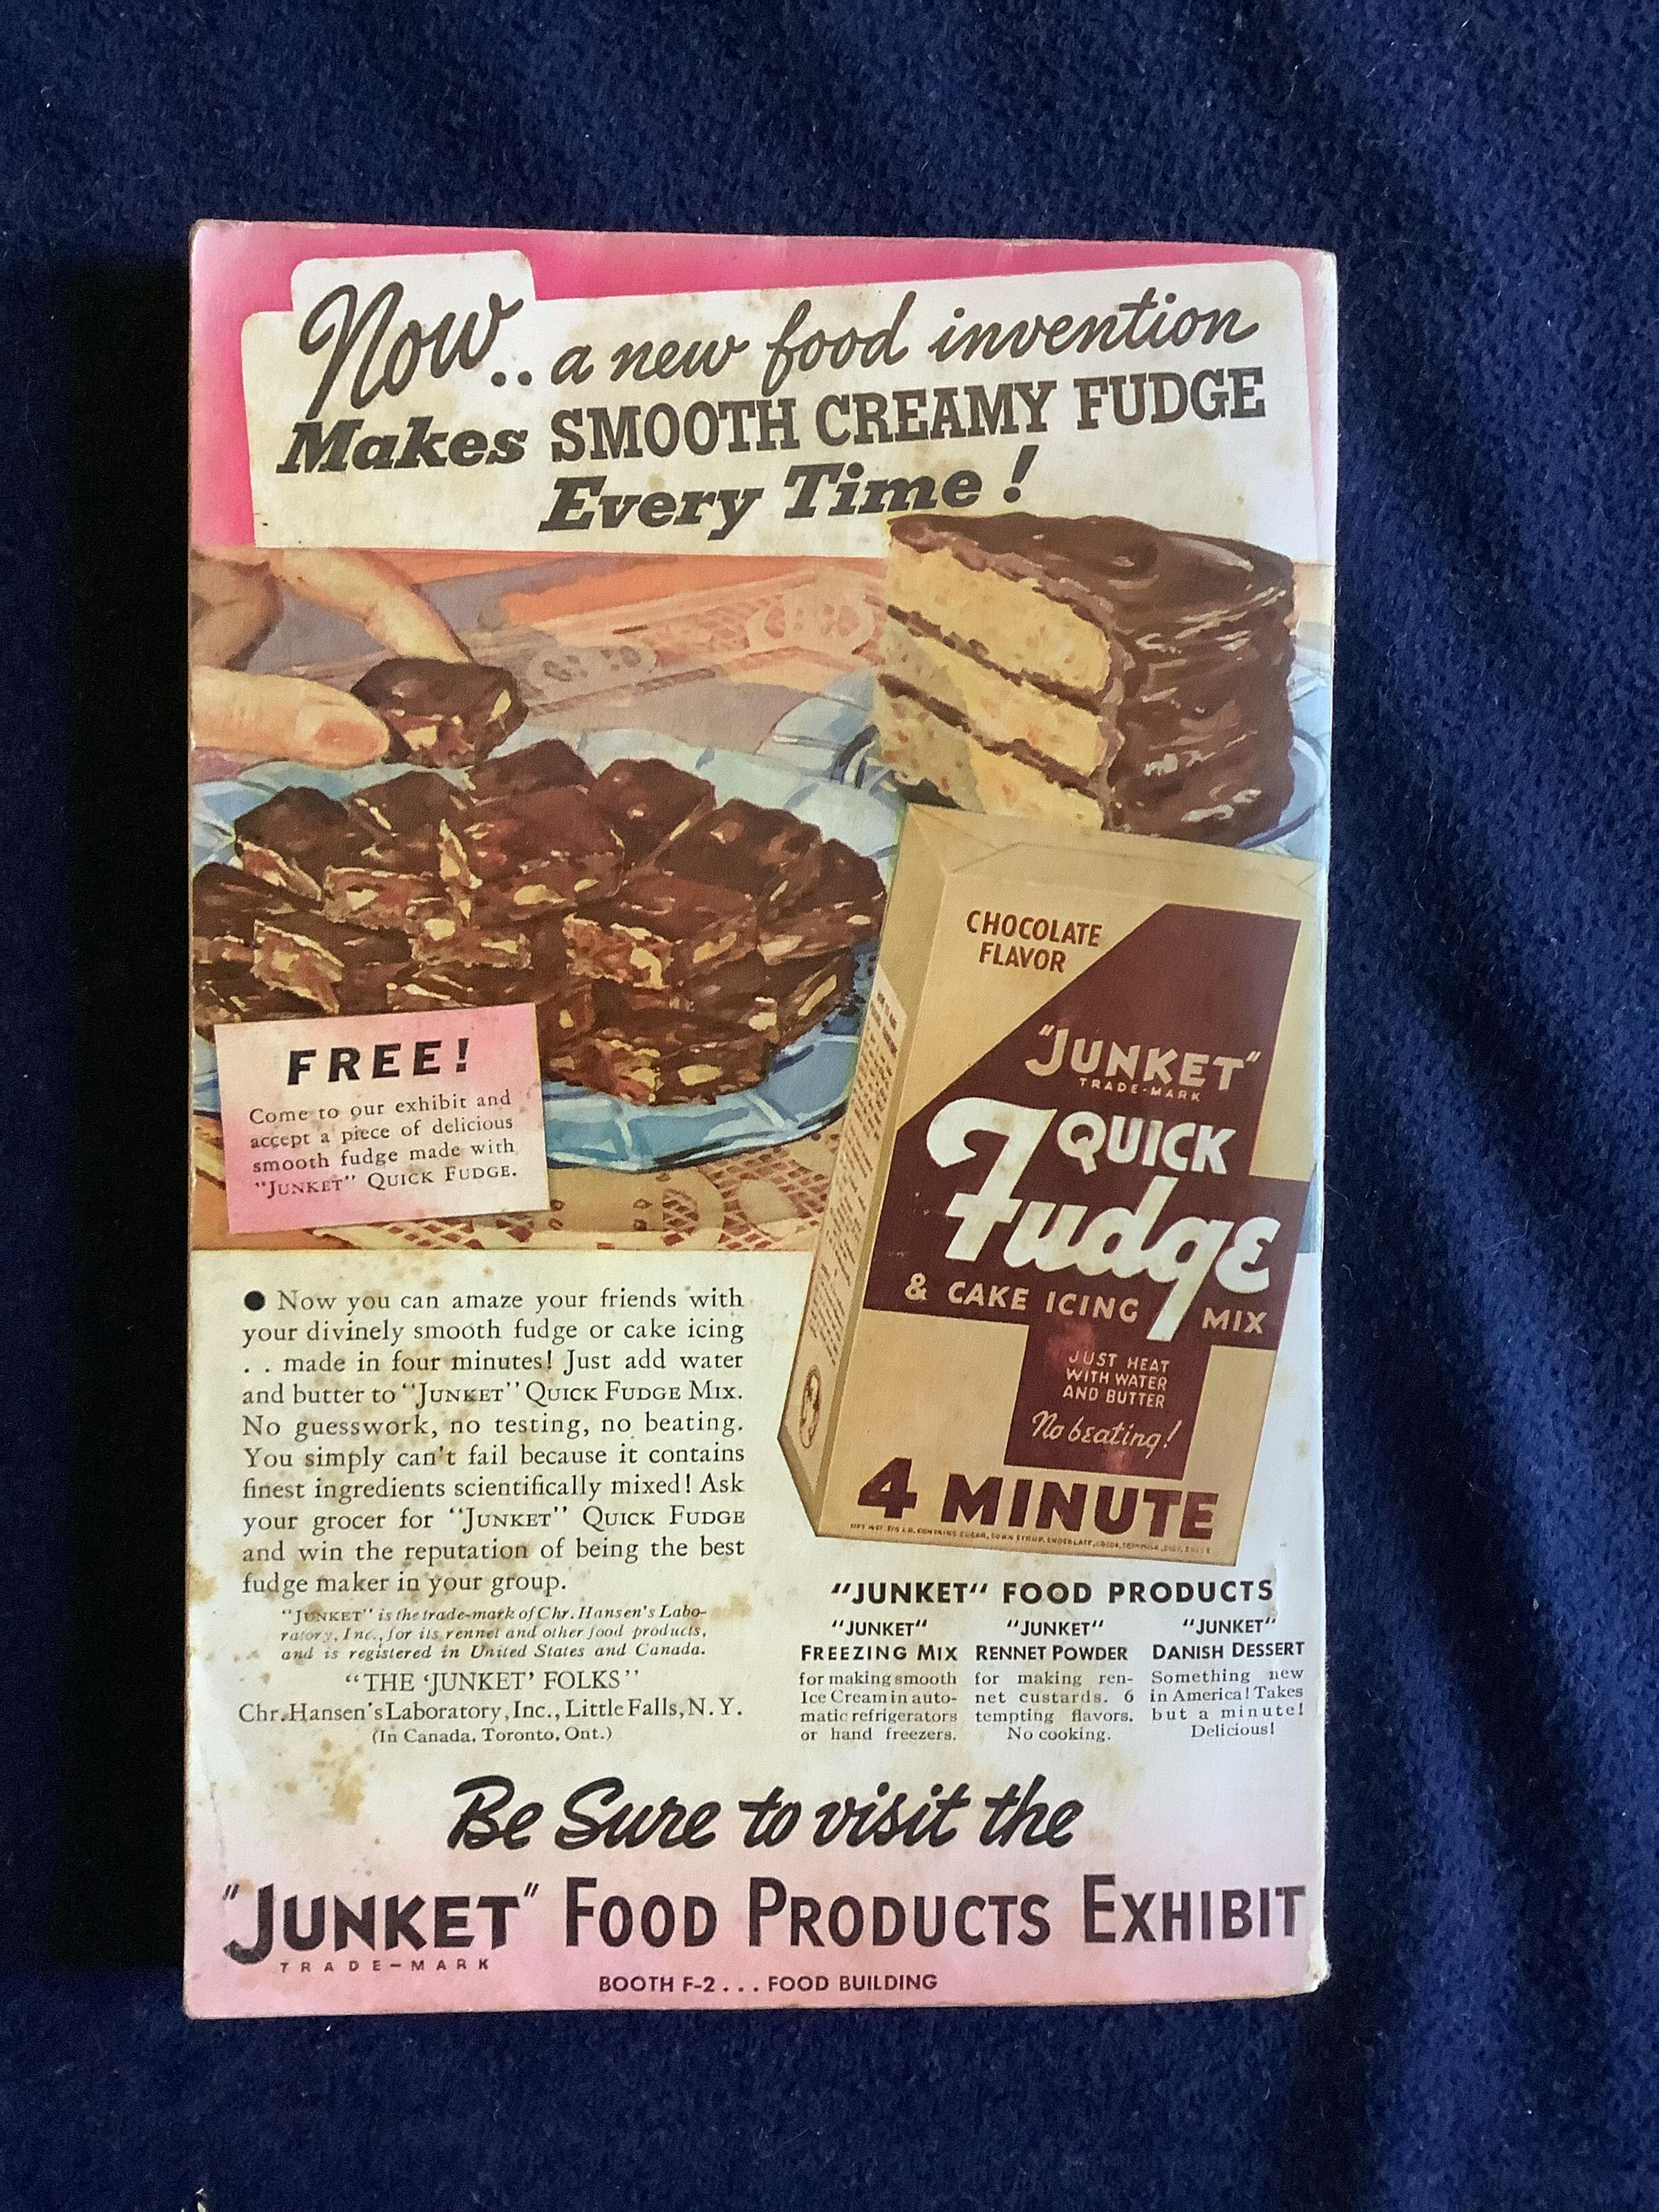 Now.. a new food invention
Makes SMOOTH CREAMY FUDGE
Every Time!
CHOCOLATE
FLAVOR
"JUNKET"
TRADE-MARK
QUICK
Fudge
& CAKE ICING MIX
JUST HEAT
WITH WATER
AND BUTTER
No beating!
4 MINUTE
FREE!
Come to our exhibit and
accept a piece of delicious
smooth fudge made with
"JUNKET" QUICK FUDGE.
● Now you can amaze your friends with
your divinely smooth fudge or cake icing
. . made in four minutes! Just add water
and butter to "JUNKET" QUICK FUDGE MIX.
No guesswork, no testing, no beating.
You simply can't fail because it contains
finest ingredients scientifically mixed! Ask
your grocer for "JUNKET" QUICK FUDGE
and win the reputation of being the best
fudge maker in your group.
"JUNKET" is the trade-mark of Chr. Hansen's Labo-
ratory, Inc., for its rennet and other food products,
and is registered in United States and Canada.
"THE 'JUNKET' FOLKS"
Chr. Hansen's Laboratory, Inc., Little Falls, N. Y.
(In Canada, Toronto, Ont.)
"JUNKET" FOOD PRODUCTS
"JUNKET"
FREEZING MIX
for making smooth
Ice Cream in auto-
matic refrigerators
or hand freezers.
"JUNKET"
RENNET POWDER
for making ren-
net custards. 6
tempting flavors.
No cooking.
"JUNKET"
DANISH DESSERT
Something new
in America! Takes
but a minute!
Delicious!
Be Sure to visit the
"JUNKET" FOOD PRODUCTS EXHIBIT
TRADE-MARK
BOOTH F-2 . . . FOOD BUILDING